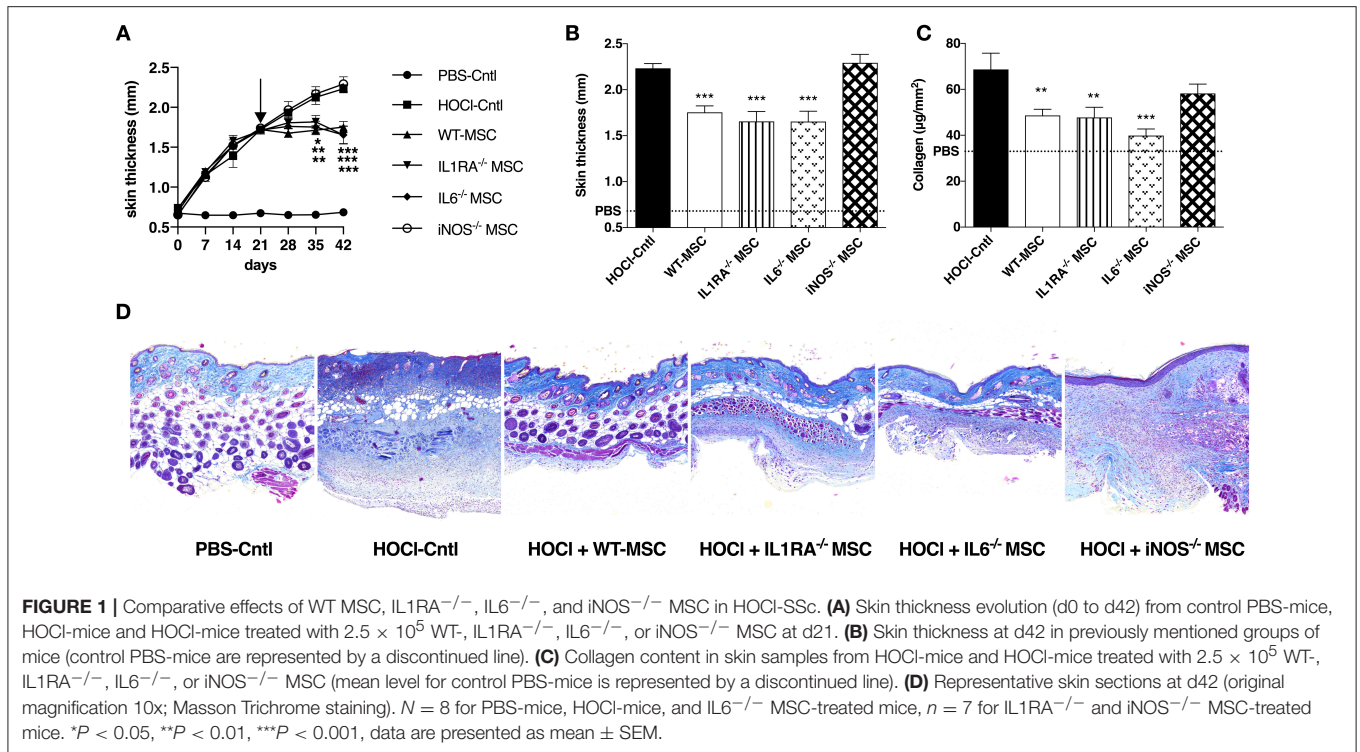 A
skin thickness (mm)
2.5
2.0
1.5
1.0
0.5
0 7 14 21 28 35 42
days
*
**
**
***
***
***
PBS-Cntl
HOCl-Cntl
WT-MSC
IL1RA-/- MSC
IL6-/- MSC
iNOS-/- MSC
B
Skin thickness (mm)
2.5
2.0
1.5
1.0
PBS
0.5
*** *** ***
HOCl-Cntl
WT-MSC
IL1RA-/- MSC
IL6-/- MSC
iNOS-/- MSC
C
Collagen (µg/mm2)
80
60
40
PBS
20
0
** ** ***
HOCl-Cntl
WT-MSC
IL1RA-/- MSC
IL6-/- MSC
iNOS-/- MSC
D
PBS-Cntl HOCl-Cntl HOCl + WT-MSC HOCl + IL1RA-/- MSC HOCl + IL6-/- MSC HOCl + iNOS-/- MSC
FIGURE 1 | Comparative effects of WT MSC, IL1RA−/−, IL6−/−, and iNOS−/− MSC in HOCl-SSc. (A) Skin thickness evolution (d0 to d42) from control PBS-mice,
HOCl-mice and HOCl-mice treated with 2.5 × 10⁵ WT-, IL1RA−/−, IL6−/−, or iNOS−/− MSC at d21. (B) Skin thickness at d42 in previously mentioned groups of
mice (control PBS-mice are represented by a discontinued line). (C) Collagen content in skin samples from HOCl-mice and HOCl-mice treated with 2.5 × 10⁵ WT-,
IL1RA−/−, IL6−/−, or iNOS−/− MSC (mean level for control PBS-mice is represented by a discontinued line). (D) Representative skin sections at d42 (original
magnification 10x; Masson Trichrome staining). N = 8 for PBS-mice, HOCl-mice, and IL6−/− MSC-treated mice, n = 7 for IL1RA−/− and iNOS−/− MSC-treated
mice. *P < 0.05, **P < 0.01, ***P < 0.001, data are presented as mean ± SEM.